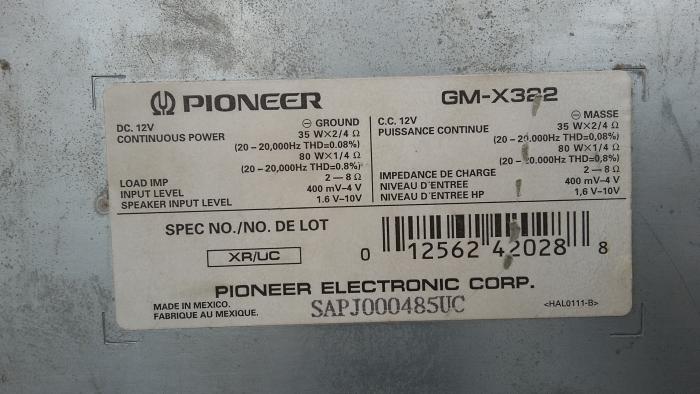 PIONEER
GM-X322
DC. 12V ⊖ GROUND
CONTINUOUS POWER 35 W×2/4 Ω
(20 – 20,000Hz THD=0.08%)
80 W×1/4 Ω
(20 – 20,000Hz THD=0.8%)
LOAD IMP 2 – 8 Ω
INPUT LEVEL 400 mV–4 V
SPEAKER INPUT LEVEL 1.6 V–10V
C.C. 12V ⊖ MASSE
PUISSANCE CONTINUE 35 W×2/4 Ω
(20 – 20,000Hz THD=0,08%)
80 W×1/4 Ω
(20 – 20.000Hz THD=0,8%)
IMPEDANCE DE CHARGE 2 – 8 Ω
NIVEAU D'ENTREE 400 mV–4 V
NIVEAU D'ENTREE HP 1,6 V–10V
SPEC NO./NO. DE LOT
XR/UC
0 12562 42028 8
PIONEER ELECTRONIC CORP.
MADE IN MEXICO.
FABRIQUE AU MEXIQUE.
SAPJ000485UC
<HAL0111-B>